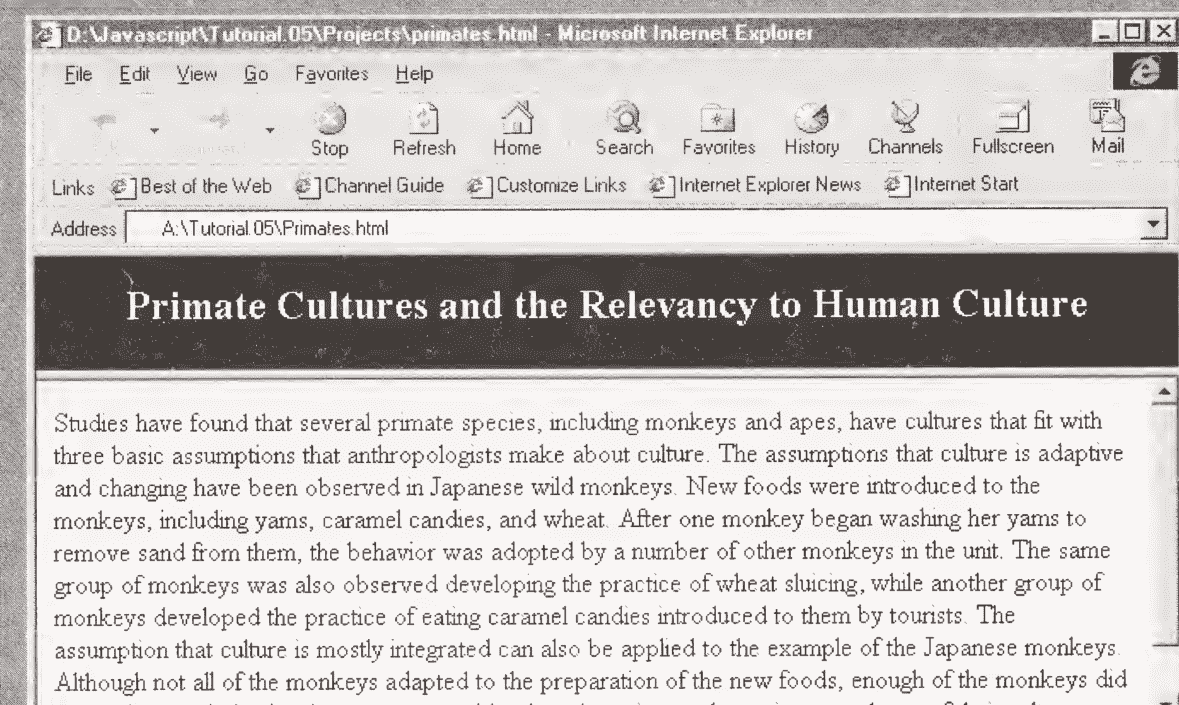 D:\Javascript\Tutorial.05\Projects\primates.html - Microsoft Internet Explorer
File Edit View Go Favorites Help
Stop Refresh Home Search Favorites History Channels Fullscreen Mail
Links Best of the Web Channel Guide Customize Links Internet Explorer News Internet Start
Address A:\Tutorial.05\Primates.html
Primate Cultures and the Relevancy to Human Culture
Studies have found that several primate species, including monkeys and apes, have cultures that fit with
three basic assumptions that anthropologists make about culture. The assumptions that culture is adaptive
and changing have been observed in Japanese wild monkeys. New foods were introduced to the
monkeys, including yams, caramel candies, and wheat. After one monkey began washing her yams to
remove sand from them, the behavior was adopted by a number of other monkeys in the unit. The same
group of monkeys was also observed developing the practice of wheat sluicing, while another group of
monkeys developed the practice of eating caramel candies introduced to them by tourists. The
assumption that culture is mostly integrated can also be applied to the example of the Japanese monkeys.
Although not all of the monkeys adapted to the preparation of the new foods, enough of the monkeys did